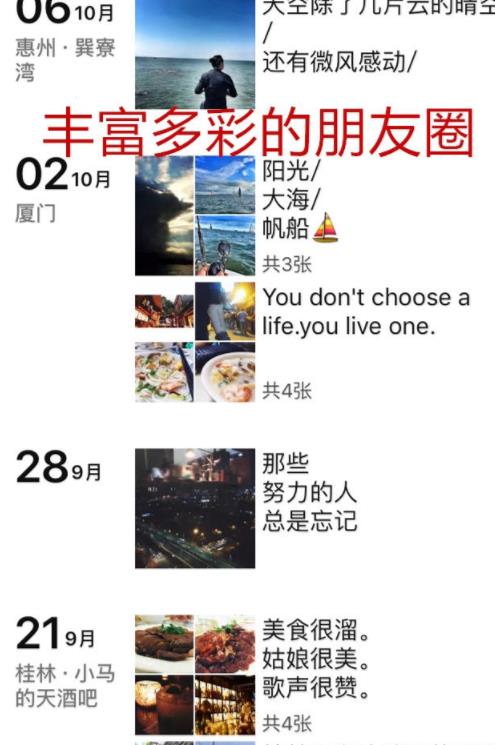 06 10月
天空除了几片云的晴空
/
惠州 · 巽寮
湾
还有微风感动/
丰富多彩的朋友圈
02 10月
厦门
阳光/
大海/
帆船⛵
共3张
You don't choose a
life.you live one.
共4张
28 9月
那些
努力的人
总是忘记
21 9月
桂林 · 小马
的天酒吧
美食很溜。
姑娘很美。
歌声很赞。
共4张